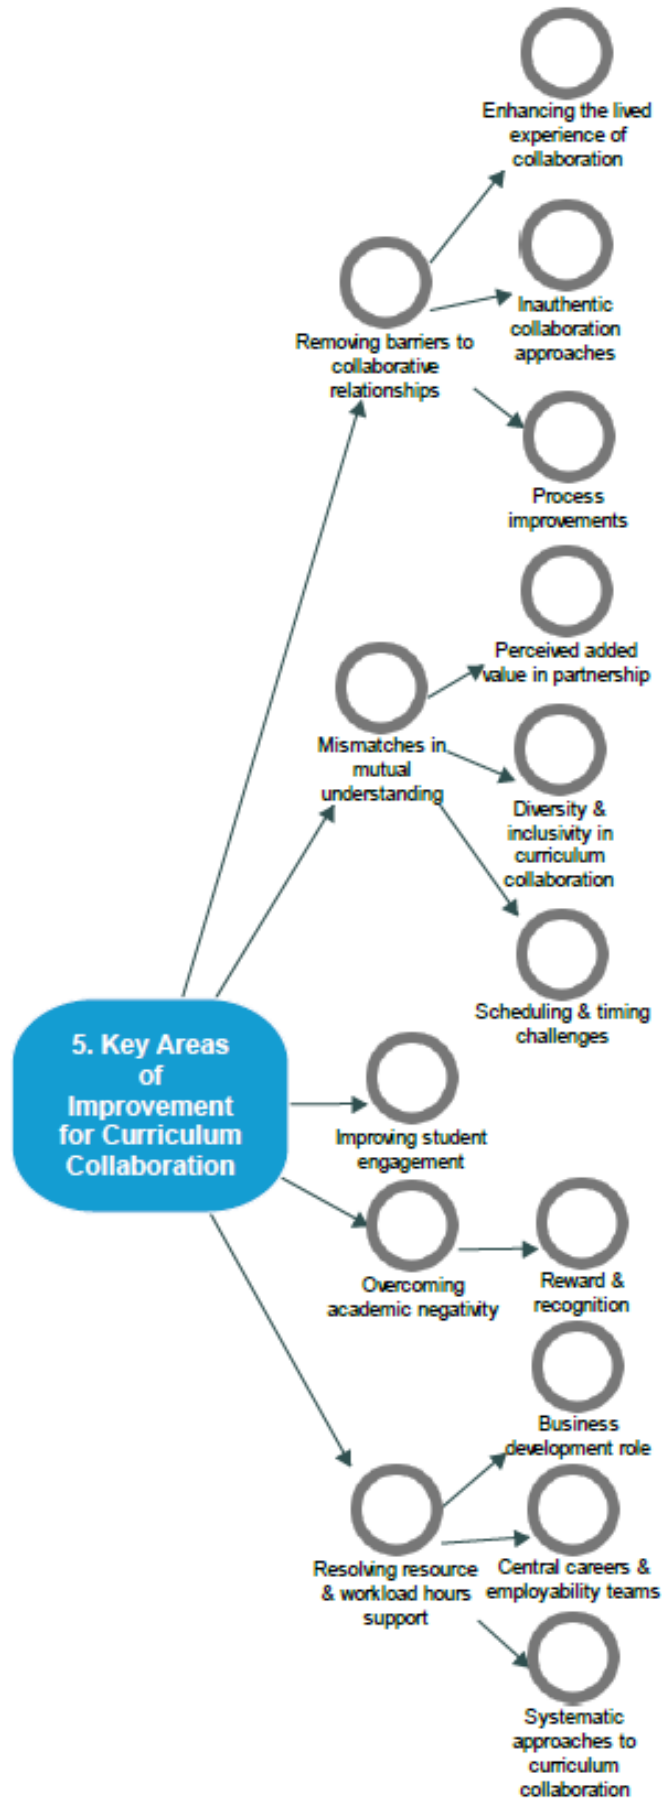 Enhancing the lived
experience of
collaboration
Inauthentic
collaboration
approaches
Removing barriers to
collaborative
relationships
Process
improvements
Perceived added
value in partnership
Mismatches in
mutual
understanding
Diversity &
inclusivity in
curriculum
collaboration
Scheduling & timing
challenges
5. Key Areas
of
Improvement
for Curriculum
Collaboration
Improving student
engagement
Overcoming
academic negativity
Reward &
recognition
Business
development role
Resolving resource
& workload hours
support
Central careers &
employability teams
Systematic
approaches to
curriculum
collaboration